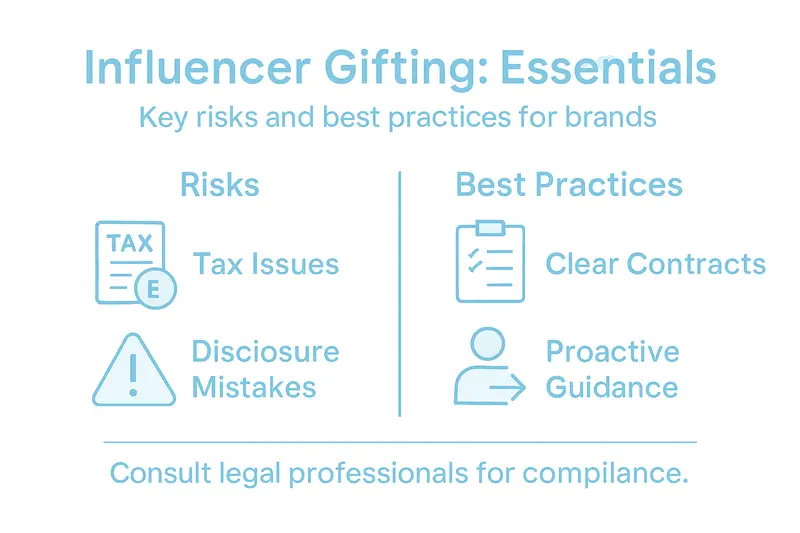 Influencer Gifting: Essentials
Key risks and best practices for brands
Risks
TAX
E
Tax Issues
Disciosure
Mistakes
Best Practices
Clear Contracts
Proactive
Guidance
Consult legal professionals for compilance.